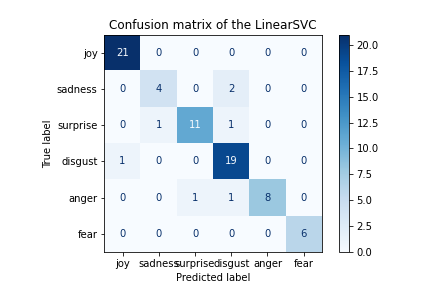 Confusion matrix of the LinearSVC
True label
joy 21 0 0 0 0 0
sadness 0 4 0 2 0 0
surprise 0 1 11 1 0 0
disgust 1 0 0 19 0 0
anger 0 0 1 1 8 0
fear 0 0 0 0 0 6
joy sadness surprise disgust anger fear
Predicted label
20.0
17.5
15.0
12.5
10.0
7.5
5.0
2.5
0.0